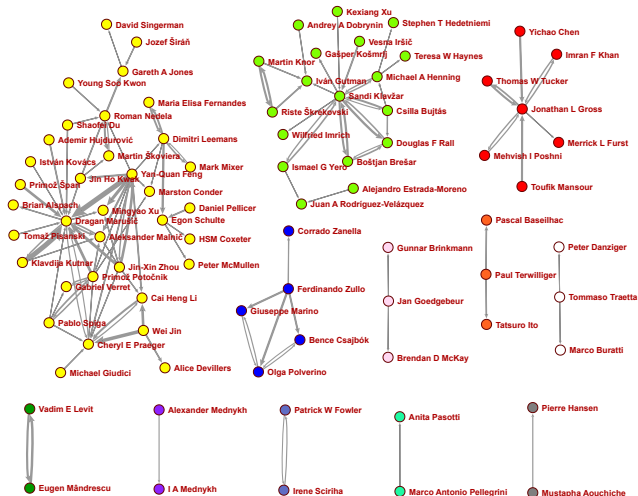 David Singerman
Jozef Širáň
Gareth A Jones
Young Soo Kwon
Maria Elisa Fernandes
Roman Nedela
Shaofei Du
Ademir Hujdurović
Dimitri Leemans
István Kovács
Martin Škoviera
Mark Mixer
Primož Špan
Jin Ho Kwak
Yan-Quan Feng
Marston Conder
Brian Alspach
Mingyao Xu
Daniel Pellicer
Dragan Marušič
Egon Schulte
Tomaž Pisanski
Aleksander Malnič
HSM Coxeter
Klavdija Kutnar
Jin-Xin Zhou
Peter McMullen
Primož Potočnik
Gabriel Verret
Cai Heng Li
Pablo Spiga
Wei Jin
Cheryl E Praeger
Michael Giudici
Alice Devillers
Kexiang Xu
Andrey A Dobrynin
Stephen T Hedetniemi
Vesna Iršič
Gašper Košmrlj
Teresa W Haynes
Martin Knor
Iván Gutman
Michael A Henning
Sandi Klavžar
Riste Škrekovski
Csilla Bujtás
Wilfried Imrich
Douglas F Rall
Ismael G Yero
Boštjan Brešar
Alejandro Estrada-Moreno
Juan A Rodríguez-Velázquez
Yichao Chen
Imran F Khan
Thomas W Tucker
Jonathan L Gross
Merrick L Furst
Mehvish I Poshni
Toufik Mansour
Corrado Zanella
Ferdinando Zullo
Giuseppe Marino
Bence Csajbók
Olga Polverino
Gunnar Brinkmann
Jan Goedgebeur
Brendan D McKay
Pascal Baseilhac
Paul Terwilliger
Tatsuro Ito
Peter Danziger
Tommaso Traetta
Marco Buratti
Vadim E Levit
Eugen Mândrescu
Alexander Mednykh
I A Mednykh
Patrick W Fowler
Irene Sciriha
Anita Pasotti
Marco Antonio Pellegrini
Pierre Hansen
Mustapha Aouchiche